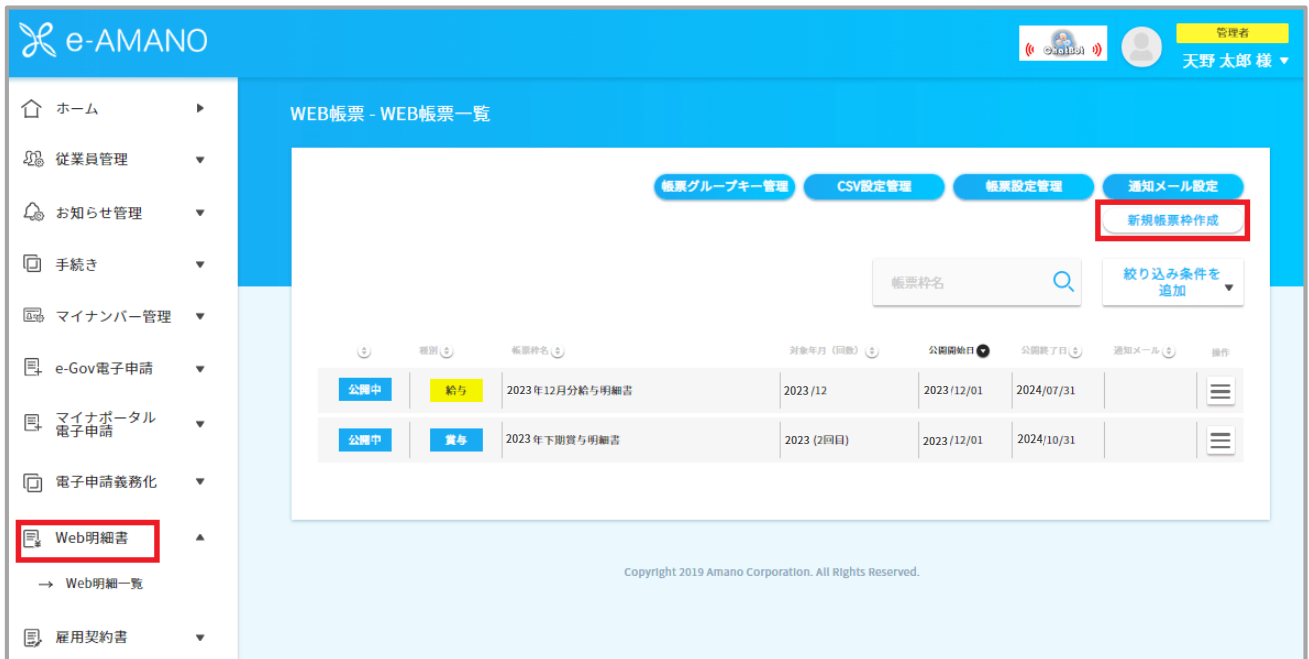 e-AMANO
ChatBot
管理者
天野 太郎 様 ▼
ホーム
従業員管理
お知らせ管理
手続き
マイナンバー管理
e-Gov電子申請
マイナポータル
電子申請
電子申請義務化
Web明細書
→ Web明細一覧
雇用契約書
WEB帳票 - WEB帳票一覧
帳票グループキー管理 CSV設定管理 帳票設定管理 通知メール設定
新規帳票枠作成
帳票枠名
絞り込み条件を
追加
種別 帳票枠名 対象年月（回数） 公開開始日 公開終了日 通知メール 操作
公開中 給与 2023年12月分給与明細書 2023/12 2023/12/01 2024/07/31
公開中 賞与 2023年下期賞与明細書 2023 (2回目) 2023/12/01 2024/10/31
Copyright 2019 Amano Corporation. All Rights Reserved.